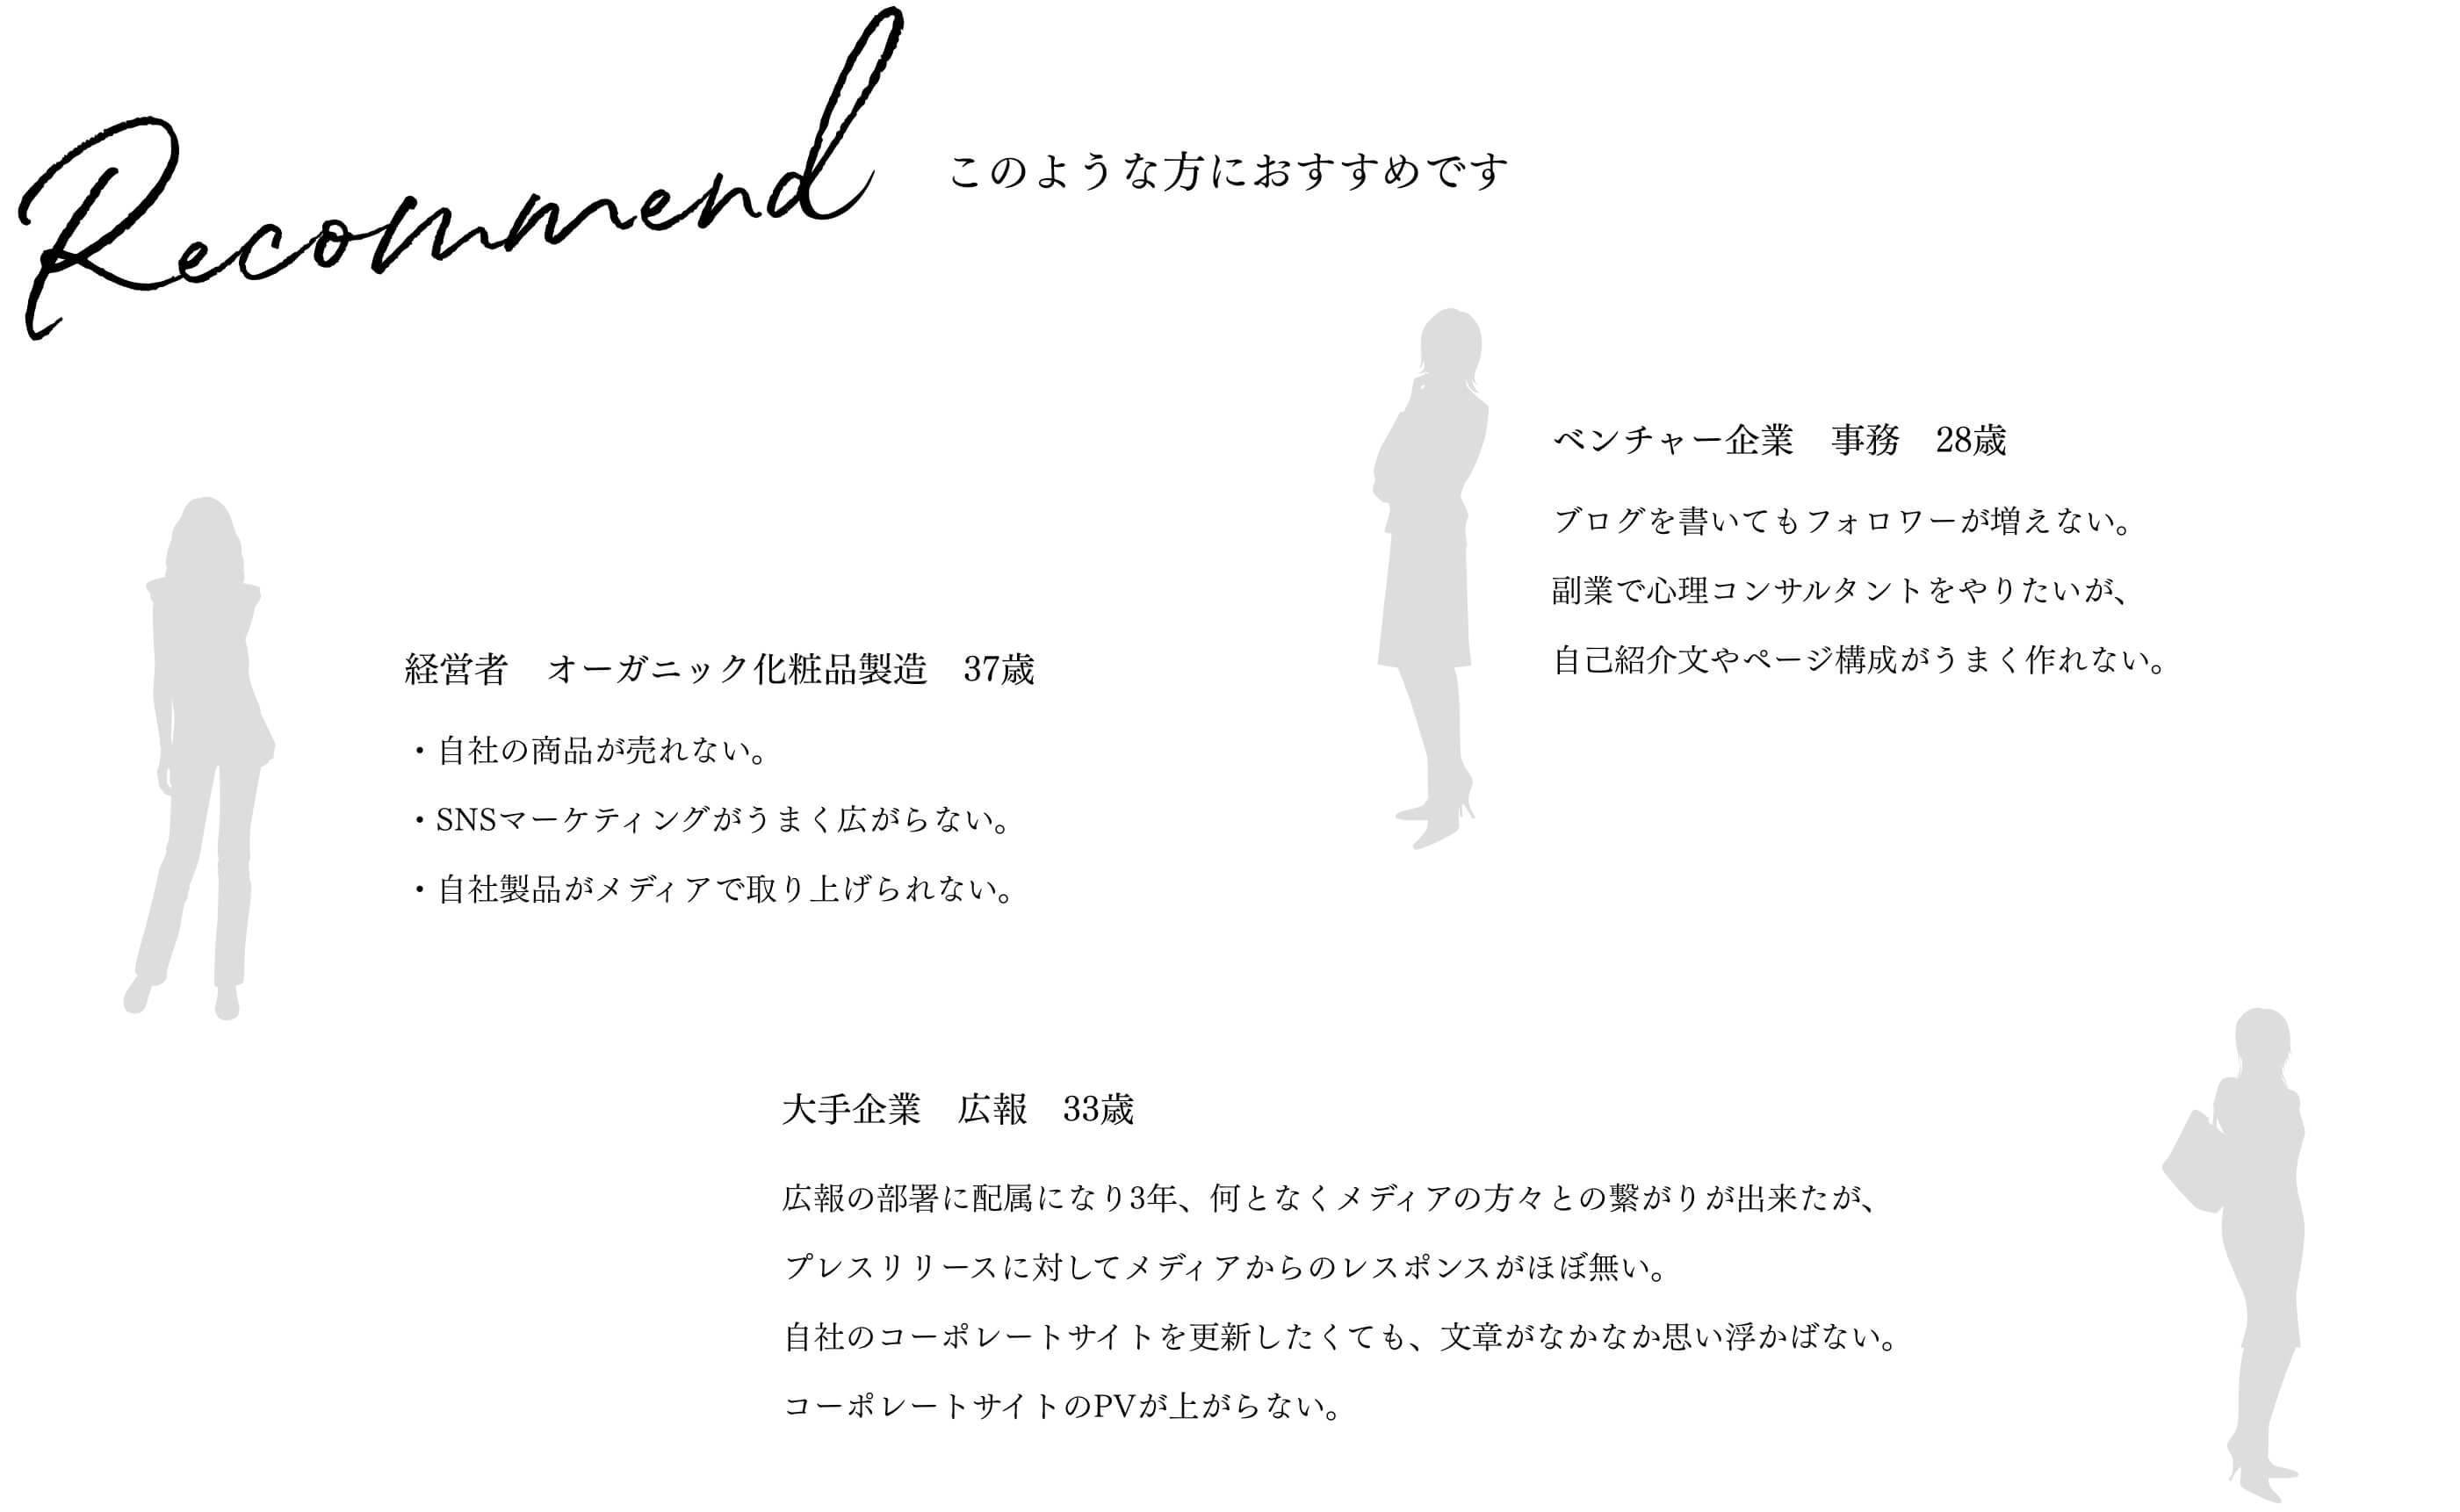 Recommend
このような方におすすめです
ベンチャー企業　事務　28歳
ブログを書いてもフォロワーが増えない。
副業で心理コンサルタントをやりたいが、
自己紹介文やページ構成がうまく作れない。
経営者　オーガニック化粧品製造　37歳
・自社の商品が売れない。
・SNSマーケティングがうまく広がらない。
・自社製品がメディアで取り上げられない。
大手企業　広報　33歳
広報の部署に配属になり3年、何となくメディアの方々との繋がりが出来たが、
プレスリリースに対してメディアからのレスポンスがほぼ無い。
自社のコーポレートサイトを更新したくても、文章がなかなか思い浮かばない。
コーポレートサイトのPVが上がらない。